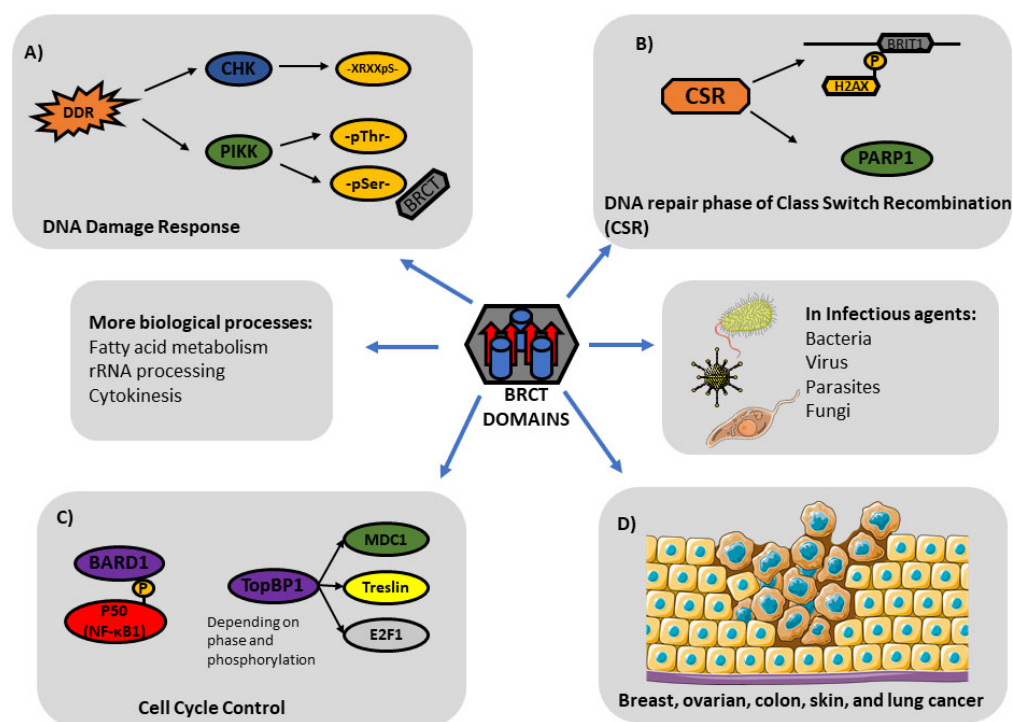 A)
DDR
CHK
-XRXXpS-
PIKK
-pThr-
-pSer-
BRCT
DNA Damage Response
B)
CSR
BRIT1
P
H2AX
PARP1
DNA repair phase of Class Switch Recombination
(CSR)
More biological processes:
Fatty acid metabolism
rRNA processing
Cytokinesis
BRCT
DOMAINS
In Infectious agents:
Bacteria
Virus
Parasites
Fungi
C)
BARD1
P
P50
(NF-κB1)
TopBP1
Depending on
phase and
phosphorylation
MDC1
Treslin
E2F1
Cell Cycle Control
D)
Breast, ovarian, colon, skin, and lung cancer